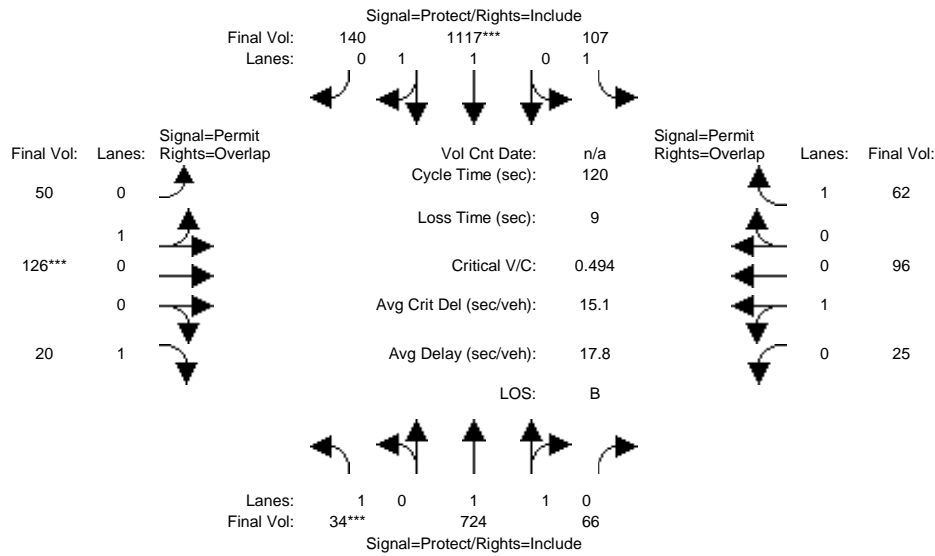 Signal=Protect/Rights=Include
Final Vol: 140 1117*** 107
Lanes: 0 1 1 0 1
Signal=Permit
Rights=Overlap
Final Vol: Lanes:
Vol Cnt Date: n/a
Cycle Time (sec): 120
Signal=Permit
Rights=Overlap
Lanes: Final Vol:
50 0
1 62
Loss Time (sec): 9
1
0
126*** 0
Critical V/C: 0.494
0 96
0
Avg Crit Del (sec/veh): 15.1
1
20 1
Avg Delay (sec/veh): 17.8
0 25
LOS: B
Lanes: 1 0 1 1 0
Final Vol: 34*** 724 66
Signal=Protect/Rights=Include